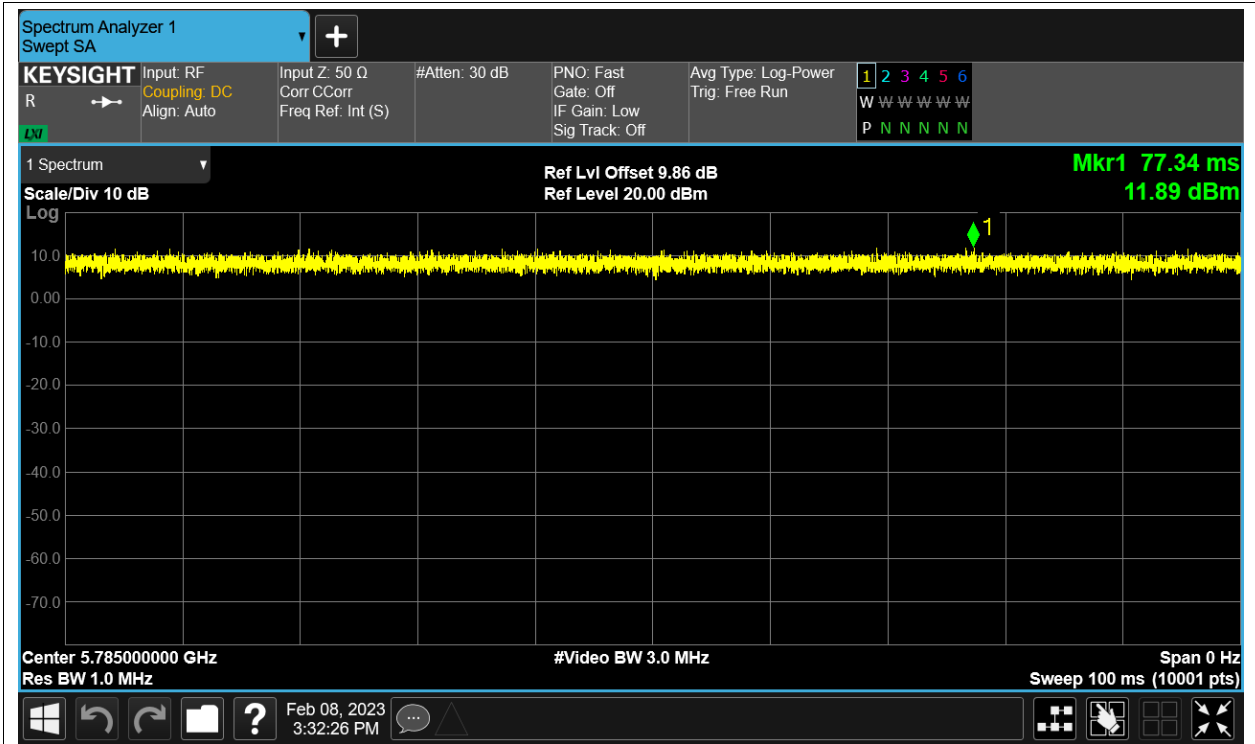 Spectrum Analyzer 1
Swept SA
KEYSIGHT
R
LXI
Input: RF
Coupling: DC
Align: Auto
Input Z: 50 Ω
Corr CCorr
Freq Ref: Int (S)
#Atten: 30 dB
PNO: Fast
Gate: Off
IF Gain: Low
Sig Track: Off
Avg Type: Log-Power
Trig: Free Run
1 2 3 4 5 6
W W W W W W
P N N N N N
1 Spectrum
Scale/Div 10 dB
Log
Ref Lvl Offset 9.86 dB
Ref Level 20.00 dBm
Mkr1 77.34 ms
11.89 dBm
1
10.0
0.00
-10.0
-20.0
-30.0
-40.0
-50.0
-60.0
-70.0
Center 5.785000000 GHz
#Video BW 3.0 MHz
Span 0 Hz
Res BW 1.0 MHz
Sweep 100 ms (10001 pts)
?
Feb 08, 2023
3:32:26 PM